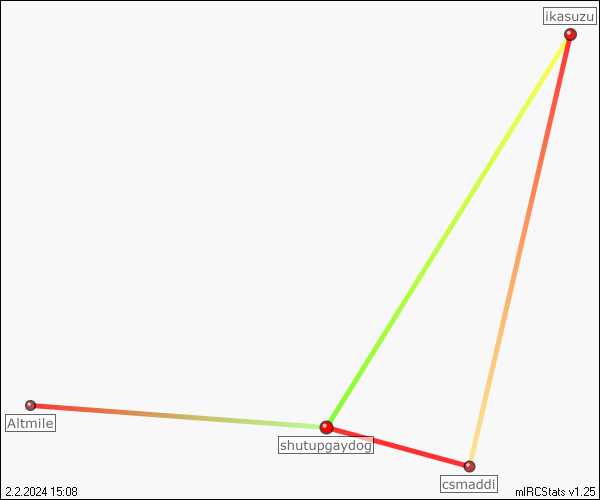 ikasuzu
Altmile
shutupgaydog
csmaddi
2.2.2024 15:08
mIRCStats v1.25